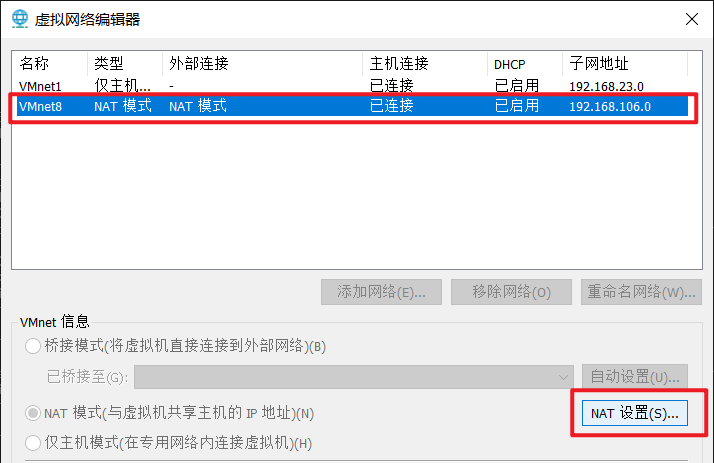 虚拟网络编辑器
名称 类型 外部连接 主机连接 DHCP 子网地址
VMnet1 仅主机... - 已连接 已启用 192.168.23.0
VMnet8 NAT 模式 NAT 模式 已连接 已启用 192.168.106.0
添加网络(E)... 移除网络(O) 重命名网络(W)...
VMnet 信息
桥接模式(将虚拟机直接连接到外部网络)(B)
已桥接至(G): 自动设置(U)...
NAT 模式(与虚拟机共享主机的 IP 地址)(N) NAT 设置(S)...
仅主机模式(在专用网络内连接虚拟机)(H)